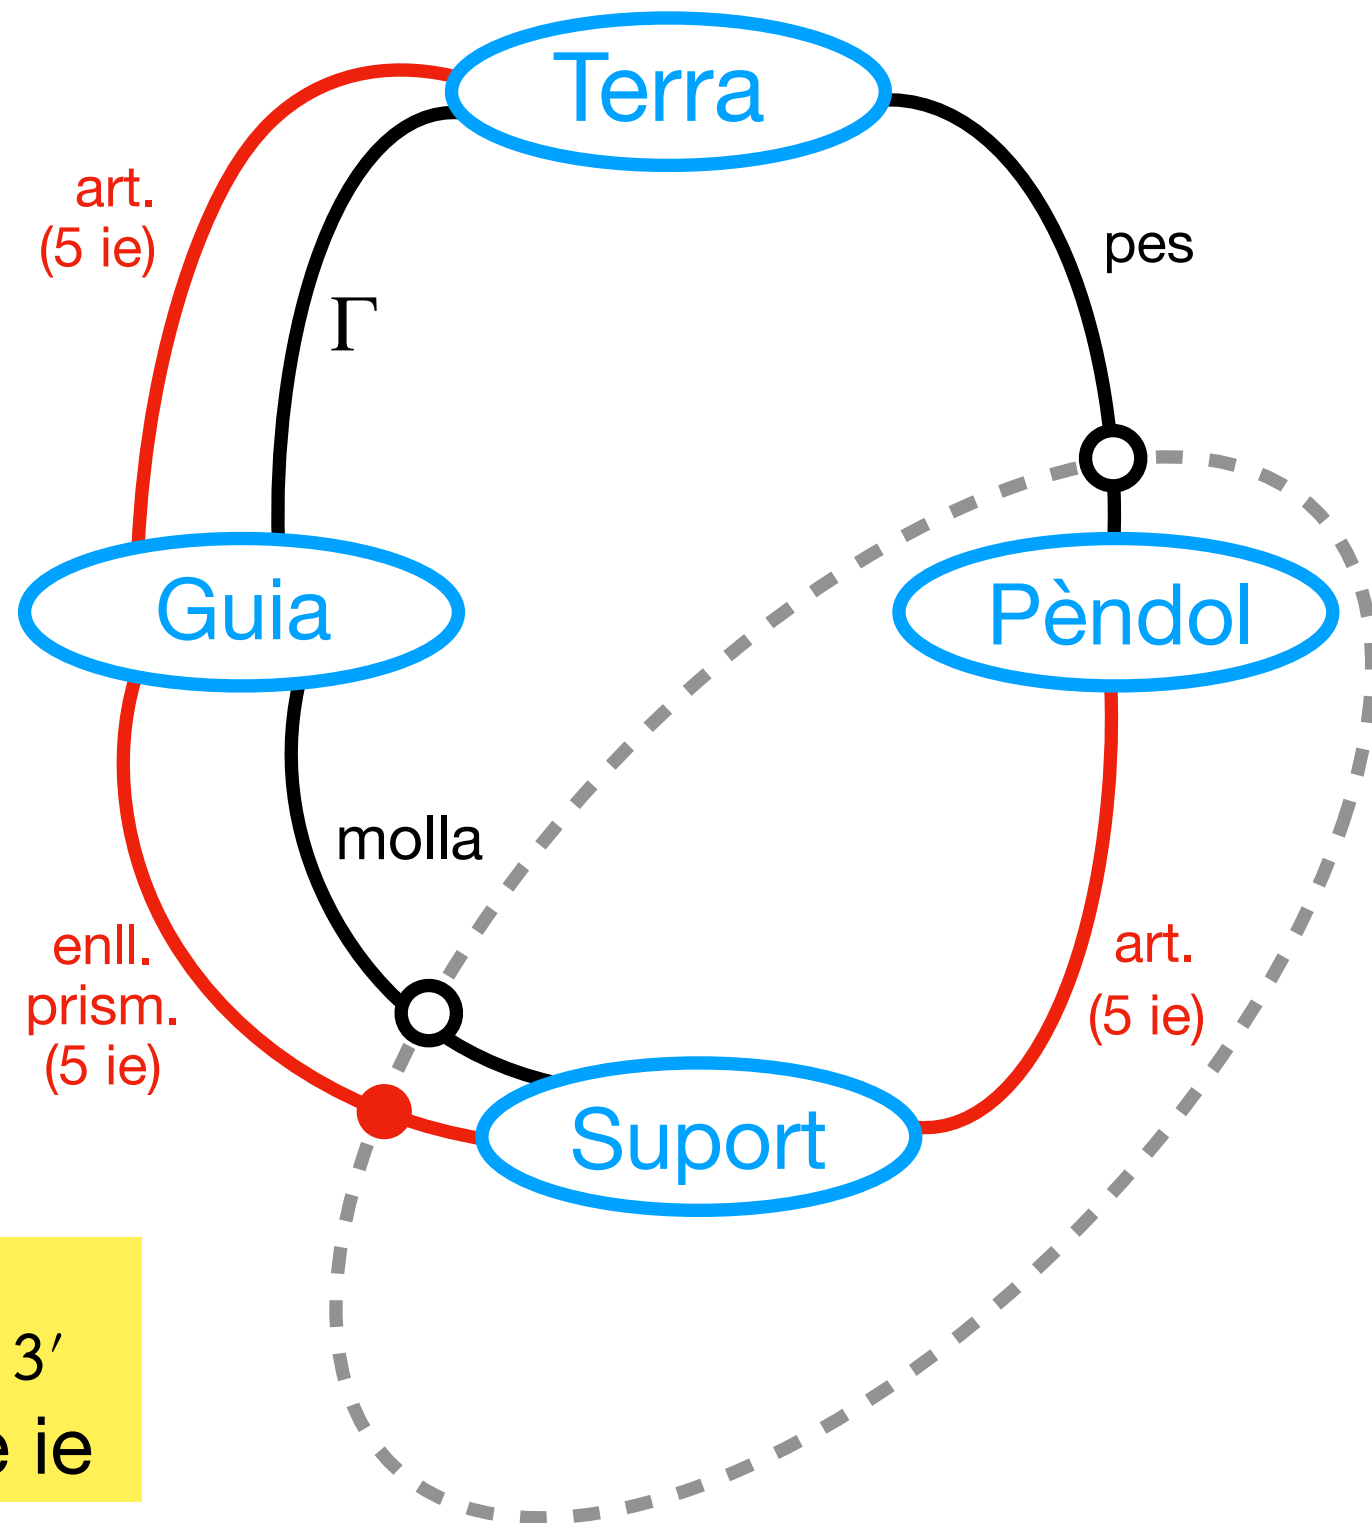 Terra
art.
(5 ie)
pes
Γ
Guia
Pèndol
molla
enll.
prism.
(5 ie)
art.
(5 ie)
Suport
3′
ie